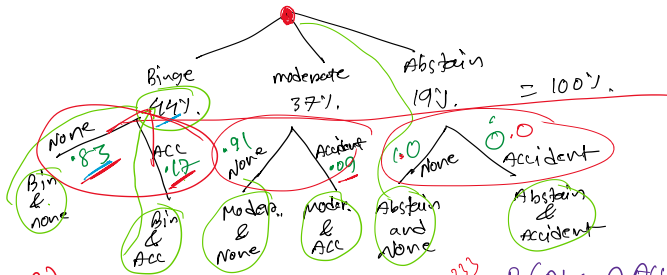 Binge moderate Abstain
44%. 37%. 19%. = 100%.
None .83 ACC .17 .91 None Accident .09 1.0 None 0.0 Accident
Bin & none
Bin & ACC
Moder.. & None
Moder. & ACC
Abstain and None
Abstain & Accident